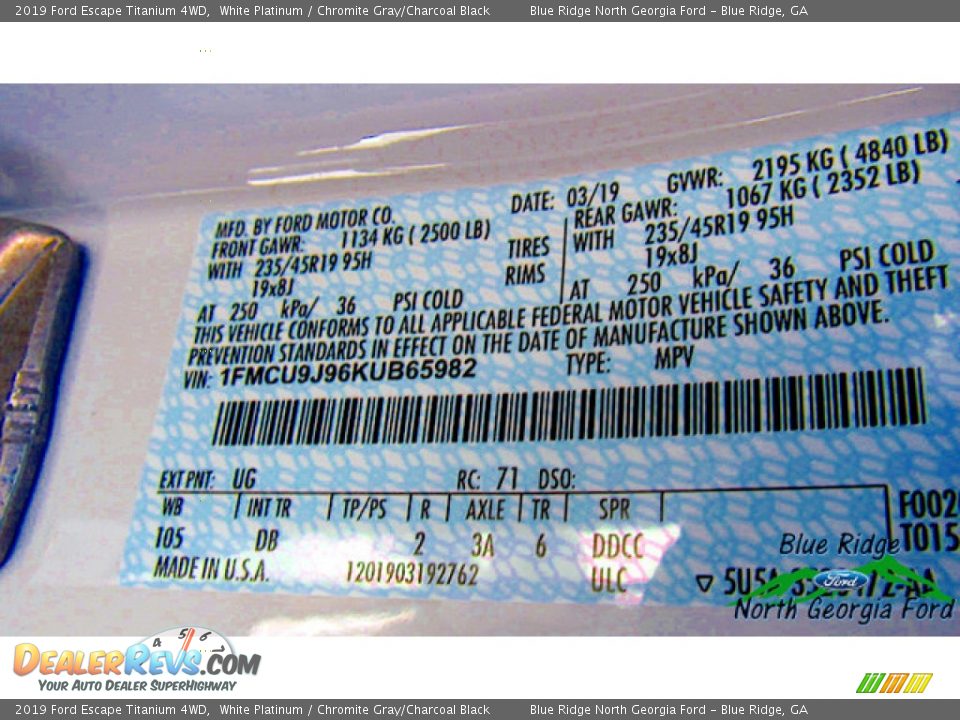 2019 Ford Escape Titanium 4WD, White Platinum / Chromite Gray/Charcoal Black Blue Ridge North Georgia Ford - Blue Ridge, GA
MFD. BY FORD MOTOR CO. DATE: 03/19 GVWR: 2195 KG ( 4840 LB)
FRONT GAWR: 1134 KG ( 2500 LB) REAR GAWR: 1067 KG ( 2352 LB)
WITH 235/45R19 95H TIRES WITH 235/45R19 95H
19x8J RIMS 19x8J
AT 250 kPa/ 36 PSI COLD AT 250 kPa/ 36 PSI COLD
THIS VEHICLE CONFORMS TO ALL APPLICABLE FEDERAL MOTOR VEHICLE SAFETY AND THEFT
PREVENTION STANDARDS IN EFFECT ON THE DATE OF MANUFACTURE SHOWN ABOVE.
VIN: 1FMCU9J96KUB65982 TYPE: MPV
EXT PNT: UG RC: 71 DSO:
WB INT TR TP/PS R AXLE TR SPR F002
105 DB 2 3A 6 DDCC T015
MADE IN U.S.A. 1201903192762 ULC
Blue Ridge
Ford
North Georgia Ford
4 5 6
DEALERREVS.COM
YOUR AUTO DEALER SUPERHIGHWAY
2019 Ford Escape Titanium 4WD, White Platinum / Chromite Gray/Charcoal Black Blue Ridge North Georgia Ford - Blue Ridge, GA